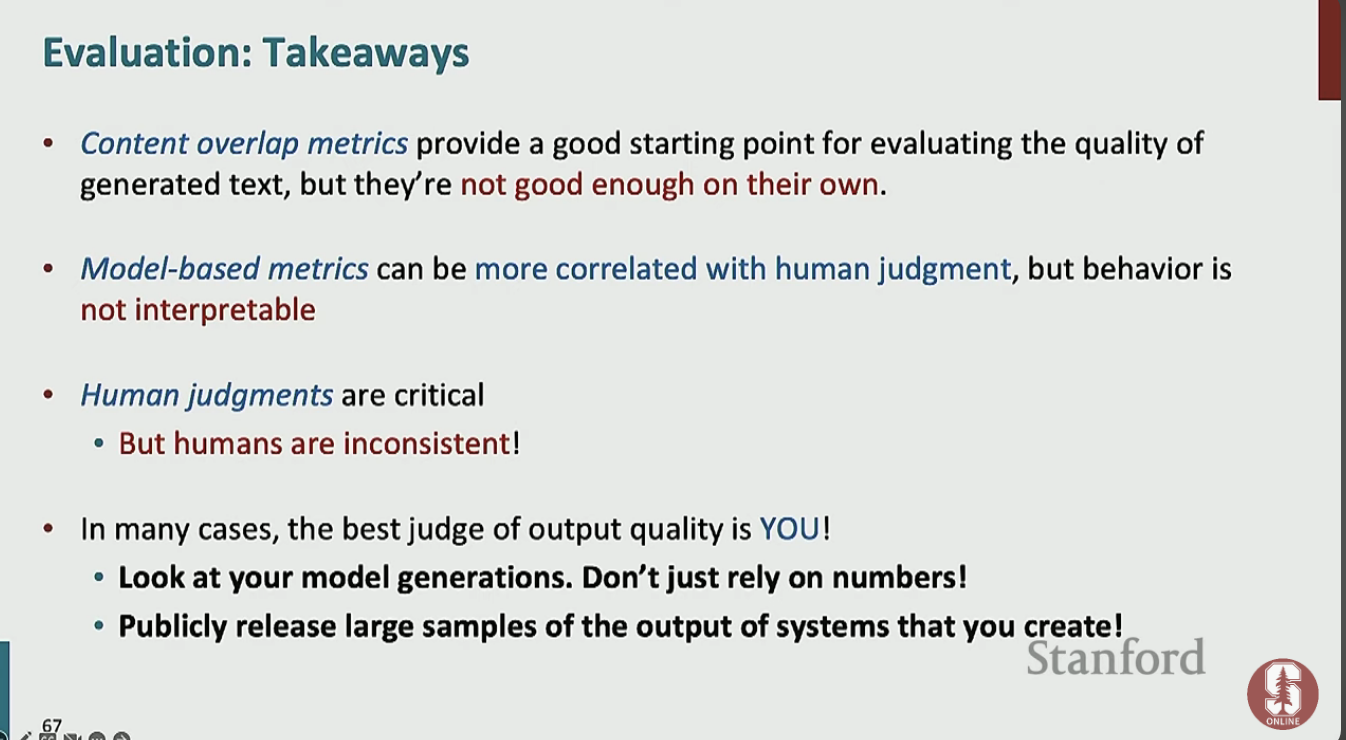 Evaluation: Takeaways
• Content overlap metrics provide a good starting point for evaluating the quality of
generated text, but they’re not good enough on their own.
• Model-based metrics can be more correlated with human judgment, but behavior is
not interpretable
• Human judgments are critical
• But humans are inconsistent!
• In many cases, the best judge of output quality is YOU!
• Look at your model generations. Don’t just rely on numbers!
• Publicly release large samples of the output of systems that you create!
Stanford
S
ONLINE
67